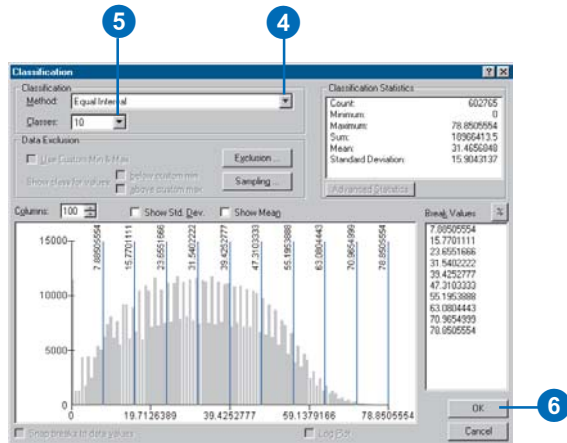 5
4
Classification
Classification
Method: Equal Interval
Classes: 10
Data Exclusion
Use Custom Min & Max
Show class for values:
below custom min
above custom max
Exclusion ...
Sampling ...
Classification Statistics
Count: 602765
Minimum: 0
Maximum: 78.8505554
Sum: 18966413.5
Mean: 31.4656848
Standard Deviation: 15.9043137
Advanced Statistics
Columns: 100
Show Std. Dev.
Show Mean
Break Values
%
7.88505554
15.7701111
23.6551666
31.5402222
39.4252777
47.3103333
55.1953888
63.0804443
70.9654999
78.8505554
15000
10000
5000
0
7.88505554
15.7701111
23.6551666
31.5402222
39.4252777
47.3103333
55.1953888
63.0804443
70.9654999
78.8505554
0
19.7126389
39.4252777
59.1379166
78.8505554
Snap breaks to data values
Log Plot
OK
6
Cancel